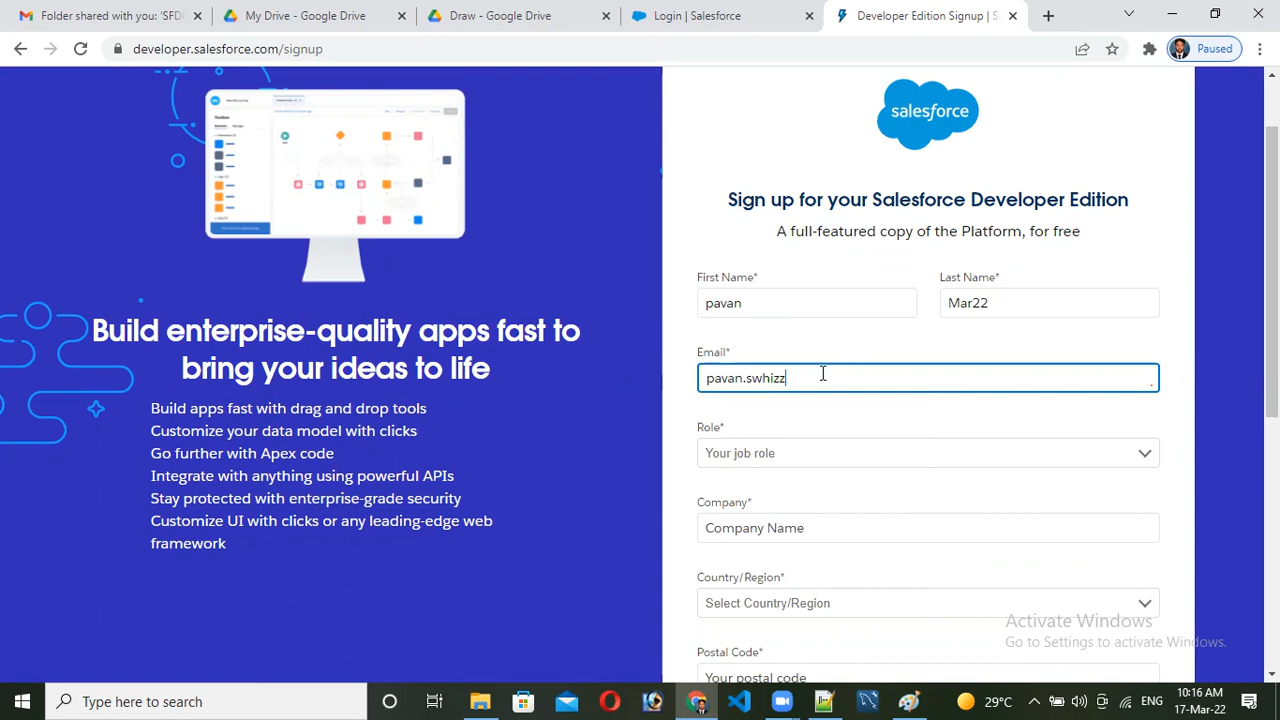 Folder shared with you: 'SFD
My Drive - Google Drive
Draw - Google Drive
Login | Salesforce
Developer Edition Signup | S
developer.salesforce.com/signup
Paused
salesforce
Sign up for your Salesforce Developer Edition
A full-featured copy of the Platform, for free
First Name*
Last Name*
pavan
Mar22
Email*
pavan.swhizz
Build enterprise-quality apps fast to
bring your ideas to life
Build apps fast with drag and drop tools
Customize your data model with clicks
Go further with Apex code
Integrate with anything using powerful APIs
Stay protected with enterprise-grade security
Customize UI with clicks or any leading-edge web
framework
Role*
Your job role
Company*
Company Name
Country/Region*
Select Country/Region
Postal Code*
Your postal code
Activate Windows
Go to Settings to activate Windows.
Type here to search
29°C
ENG
10:16 AM
17-Mar-22